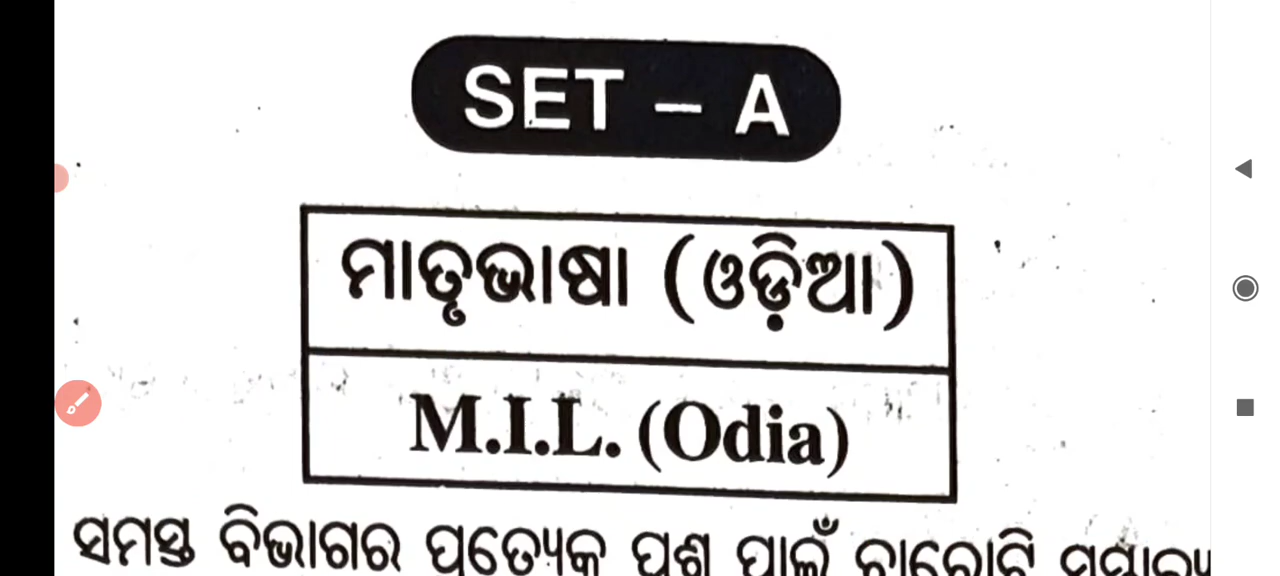 SET – A
ମାତୃଭାଷା (ଓଡ଼ିଆ)
M.I.L. (Odia)
ସମସ୍ତ ବିଭାଗର ପ୍ରତ୍ୟେକ ପ୍ରଶ୍ନ ପାଇଁ ଚାରୋଟି